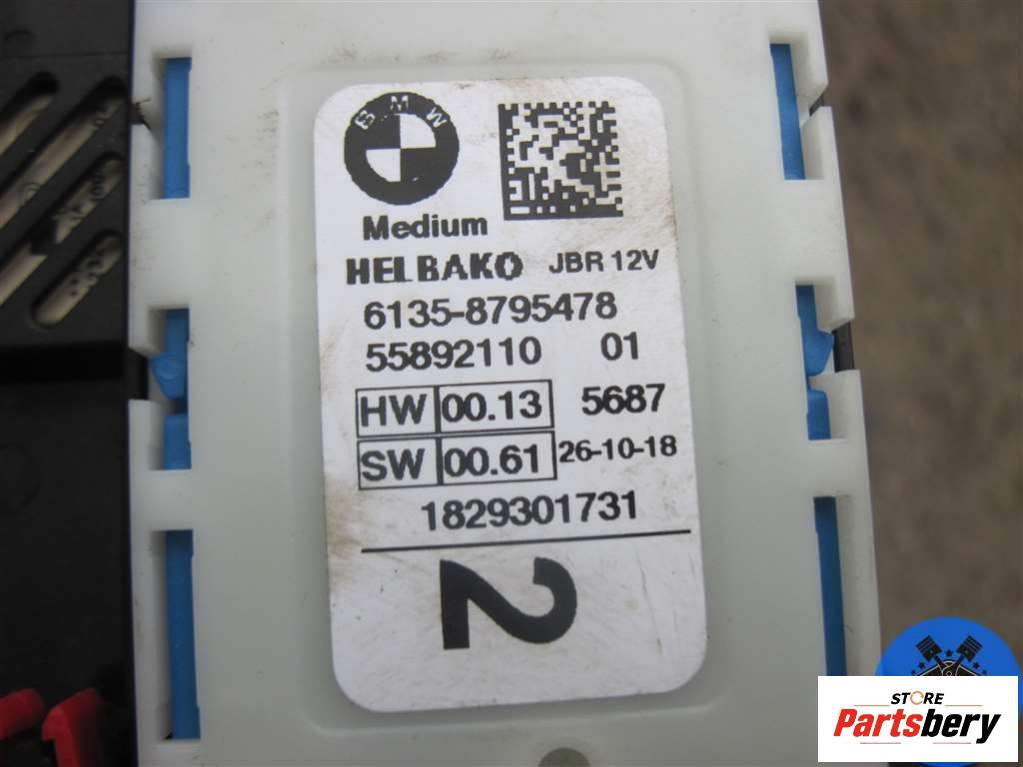 BMW
Medium
HELBAKO JBR 12V
6135-8795478
55892110 01
HW 00.13 5687
SW 00.61 26-10-18
1829301731
2
STORE
Partsbery